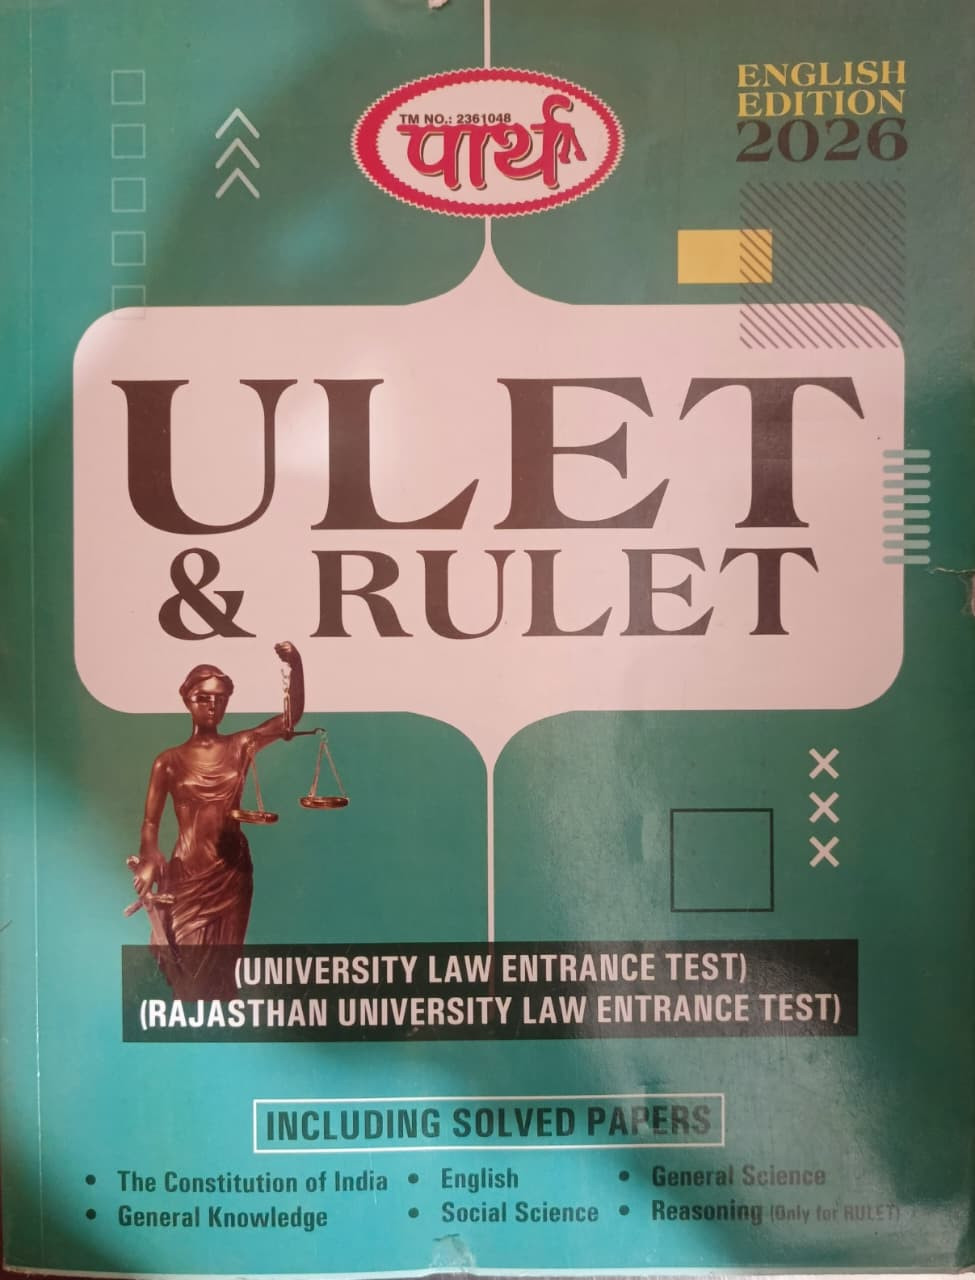 TM NO.: 2361048
पार्थ
ENGLISH
EDITION
2026
ULET
& RULET
(UNIVERSITY LAW ENTRANCE TEST)
(RAJASTHAN UNIVERSITY LAW ENTRANCE TEST)
INCLUDING SOLVED PAPERS
• The Constitution of India • English • General Science
• General Knowledge • Social Science • Reasoning (Only for RULET)